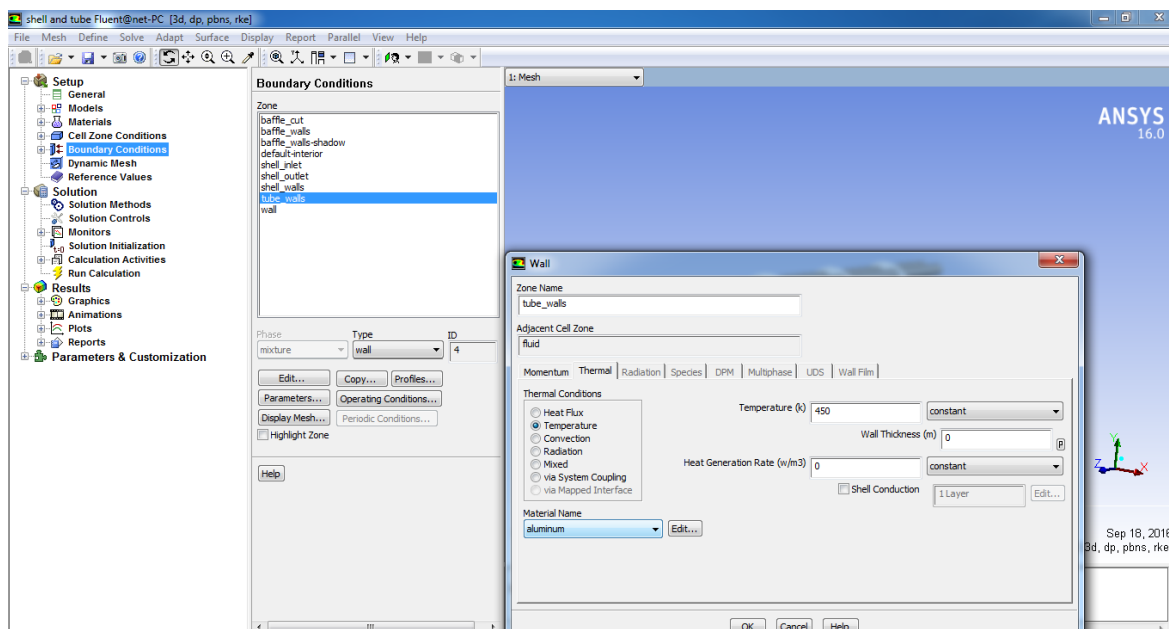 shell and tube Fluent@net-PC [3d, dp, pbns, rke]
File Mesh Define Solve Adapt Surface Display Report Parallel View Help
Setup
General
Models
Materials
Cell Zone Conditions
Boundary Conditions
Dynamic Mesh
Reference Values
Solution
Solution Methods
Solution Controls
Monitors
Solution Initialization
Calculation Activities
Run Calculation
Results
Graphics
Animations
Plots
Reports
Parameters & Customization
Boundary Conditions
Zone
baffle_cut
baffle_walls
baffle_walls-shadow
default-interior
shell_inlet
shell_outlet
shell_walls
tube_walls
wall
Phase Type ID
mixture wall 4
Edit... Copy... Profiles...
Parameters... Operating Conditions...
Display Mesh... Periodic Conditions...
Highlight Zone
Help
1: Mesh
ANSYS
16.0
Wall
Zone Name
tube_walls
Adjacent Cell Zone
fluid
Momentum Thermal Radiation Species DPM Multiphase UDS Wall Film
Thermal Conditions
Heat Flux
Temperature
Convection
Radiation
Mixed
via System Coupling
via Mapped Interface
Temperature (k) 450 constant
Wall Thickness (m) 0 P
Heat Generation Rate (w/m3) 0 constant
Shell Conduction 1 Layer Edit...
Material Name
aluminum Edit...
OK Cancel Help
Y
Z X
Sep 18, 2016
3d, dp, pbns, rke